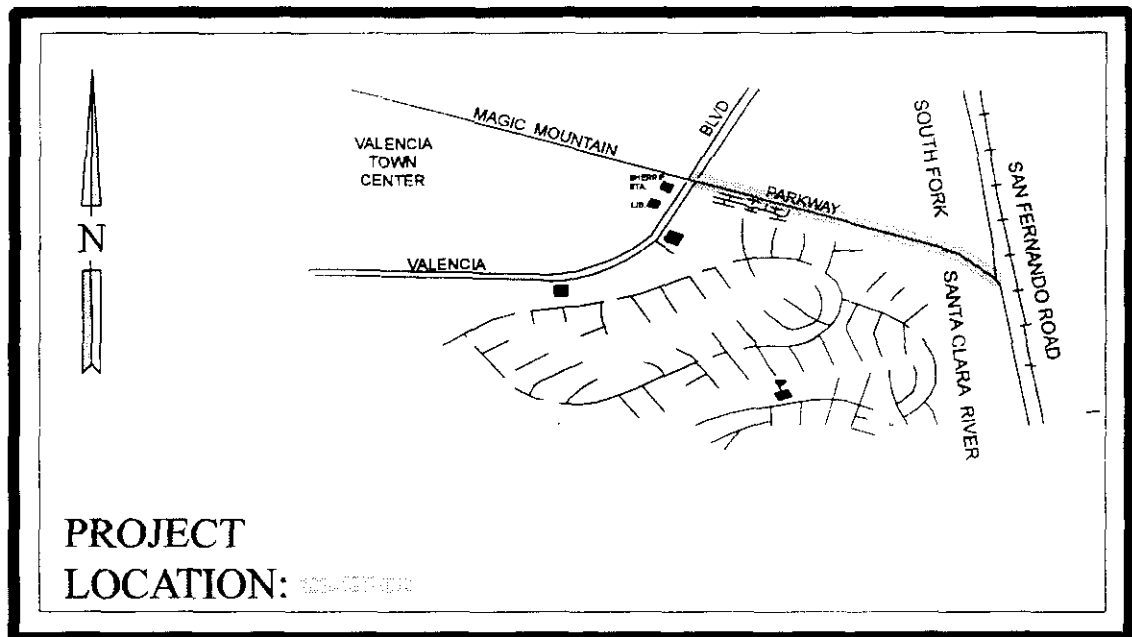 MAGIC MOUNTAIN
BLVD
VALENCIA
TOWN
CENTER
STA.
LIB.
PARKWAY
SOUTH FORK
SAN FERNANDO ROAD
N
VALENCIA
SANTA CLARA RIVER
PROJECT
LOCATION: